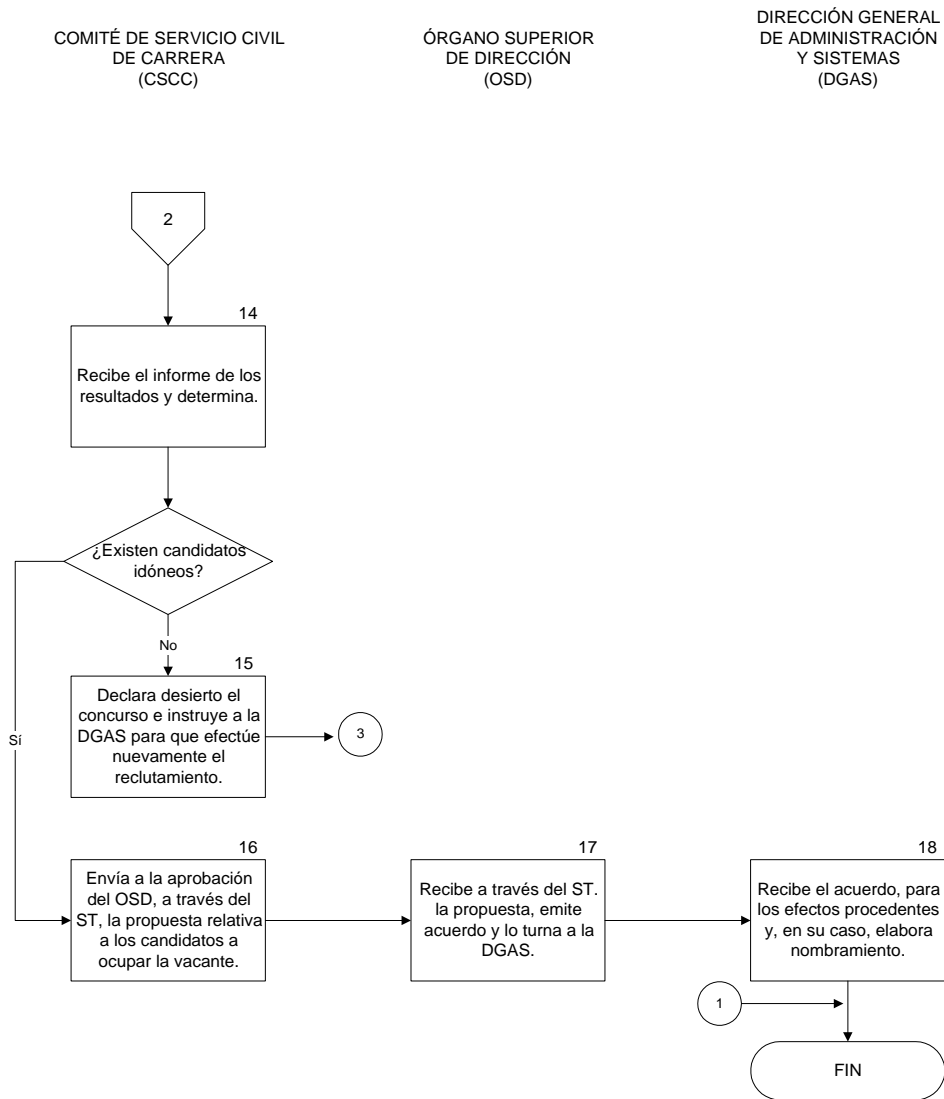 COMITÉ DE SERVICIO CIVIL
DE CARRERA
(CSCC)
ÓRGANO SUPERIOR
DE DIRECCIÓN
(OSD)
DIRECCIÓN GENERAL
DE ADMINISTRACIÓN
Y SISTEMAS
(DGAS)
2
14
Recibe el informe de los
resultados y determina.
¿Existen candidatos
idóneos?
No
15
Declara desierto el
concurso e instruye a la
DGAS para que efectúe
nuevamente el
reclutamiento.
3
Sí
16
Envía a la aprobación
del OSD, a través del
ST, la propuesta relativa
a los candidatos a
ocupar la vacante.
17
Recibe a través del ST.
la propuesta, emite
acuerdo y lo turna a la
DGAS.
18
Recibe el acuerdo, para
los efectos procedentes
y, en su caso, elabora
nombramiento.
1
FIN